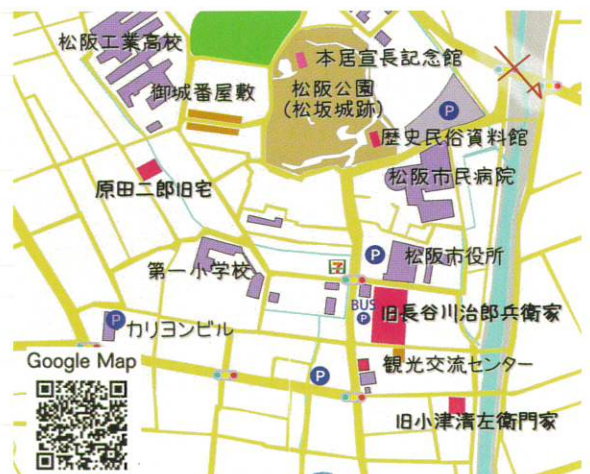 松阪工業高校
本居宣長記念館
御城番屋敷
松阪公園
(松坂城跡)
P
歴史民俗資料館
原田二郎旧宅
松阪市民病院
第一小学校
7
P
松阪市役所
BUS
P
旧長谷川治郎兵衛家
P
カリヨンビル
観光交流センター
Google Map
P
旧小津清左衛門家